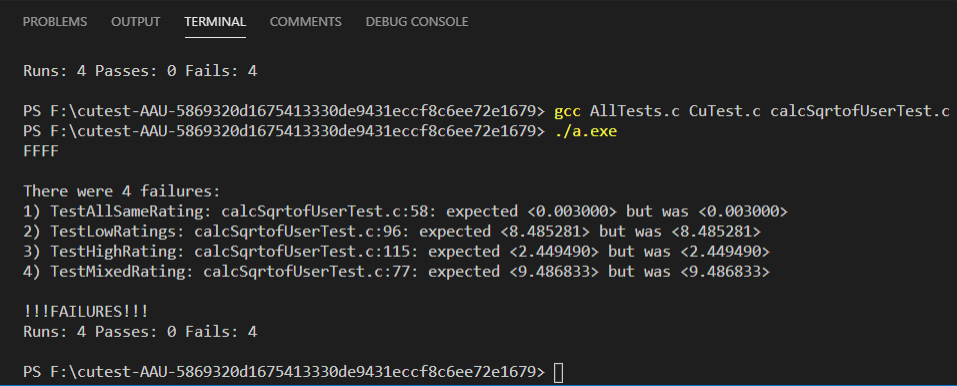 PROBLEMS OUTPUT TERMINAL COMMENTS DEBUG CONSOLE
Runs: 4 Passes: 0 Fails: 4
PS F:\cutest-AAU-5869320d1675413330de9431eccf8c6ee72e1679> gcc AllTests.c CuTest.c calcSqrtofUserTest.c
PS F:\cutest-AAU-5869320d1675413330de9431eccf8c6ee72e1679> ./a.exe
FFFF
There were 4 failures:
1) TestAllSameRating: calcSqrtofUserTest.c:58: expected <0.003000> but was <0.003000>
2) TestLowRatings: calcSqrtofUserTest.c:96: expected <8.485281> but was <8.485281>
3) TestHighRating: calcSqrtofUserTest.c:115: expected <2.449490> but was <2.449490>
4) TestMixedRating: calcSqrtofUserTest.c:77: expected <9.486833> but was <9.486833>
!!!FAILURES!!!
Runs: 4 Passes: 0 Fails: 4
PS F:\cutest-AAU-5869320d1675413330de9431eccf8c6ee72e1679>